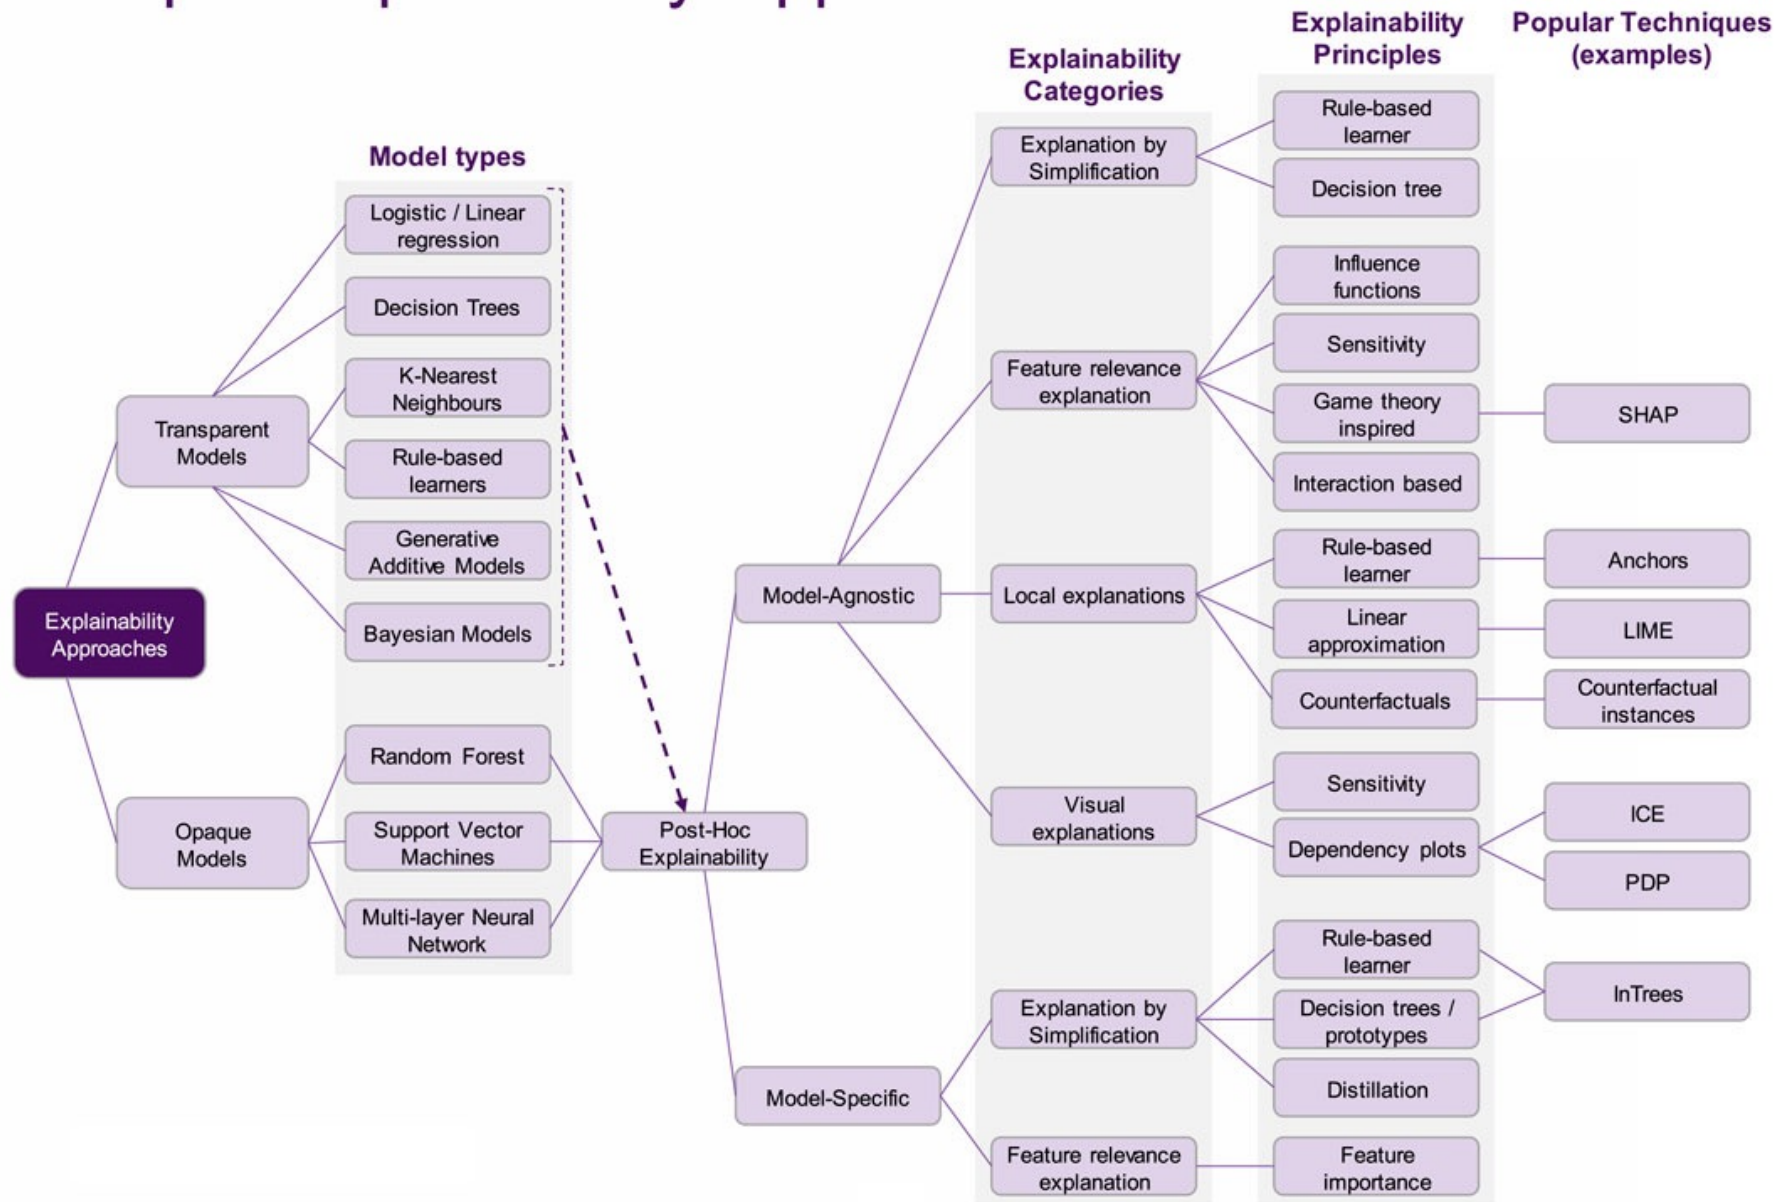 Explainability
Principles
Popular Techniques
(examples)
Explainability
Categories
Model types
Explainability
Approaches
Transparent
Models
Opaque
Models
Logistic / Linear
regression
Decision Trees
K-Nearest
Neighbours
Rule-based
learners
Generative
Additive Models
Bayesian Models
Random Forest
Support Vector
Machines
Multi-layer Neural
Network
Post-Hoc
Explainability
Model-Agnostic
Model-Specific
Explanation by
Simplification
Feature relevance
explanation
Local explanations
Visual
explanations
Explanation by
Simplification
Feature relevance
explanation
Rule-based
learner
Decision tree
Influence
functions
Sensitivity
Game theory
inspired
Interaction based
Rule-based
learner
Linear
approximation
Counterfactuals
Sensitivity
Dependency plots
Rule-based
learner
Decision trees /
prototypes
Distillation
Feature
importance
SHAP
Anchors
LIME
Counterfactual
instances
ICE
PDP
InTrees